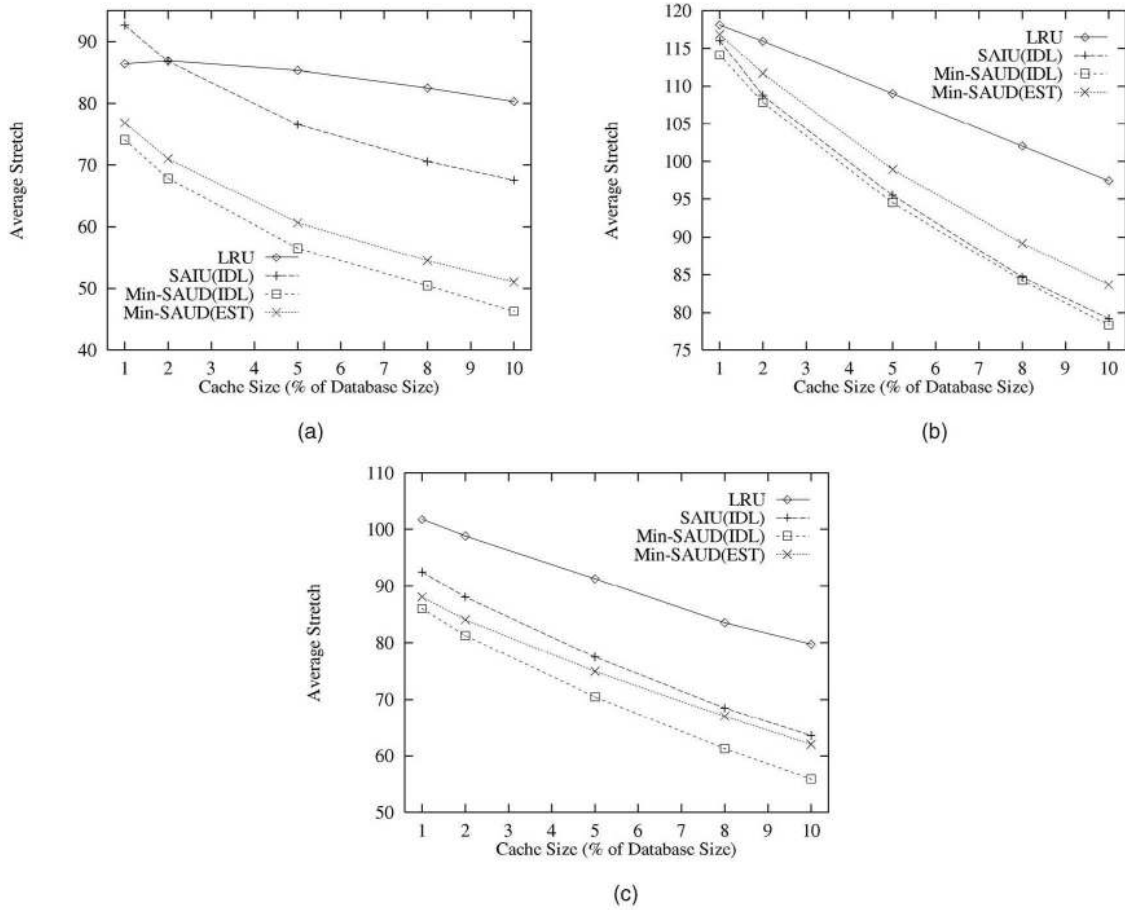 90
80
70
60
50
40
Average Stretch
LRU
SAIU(IDL)
Min-SAUD(IDL)
Min-SAUD(EST)
1 2 3 4 5 6 7 8 9 10
Cache Size (% of Database Size)
(a)
120
115
110
105
100
95
90
85
80
75
Average Stretch
LRU
SAIU(IDL)
Min-SAUD(IDL)
Min-SAUD(EST)
1 2 3 4 5 6 7 8 9 10
Cache Size (% of Database Size)
(b)
110
100
90
80
70
60
50
Average Stretch
LRU
SAIU(IDL)
Min-SAUD(IDL)
Min-SAUD(EST)
1 2 3 4 5 6 7 8 9 10
Cache Size (% of Database Size)
(c)